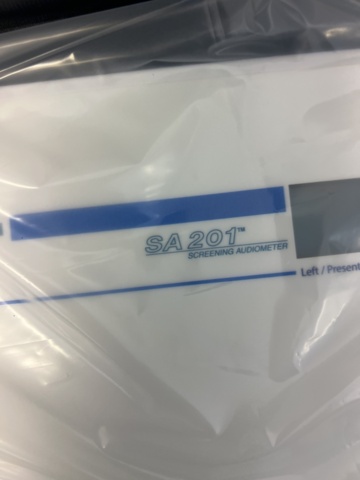 SA 201™
SCREENING AUDIOMETER
Left / Present